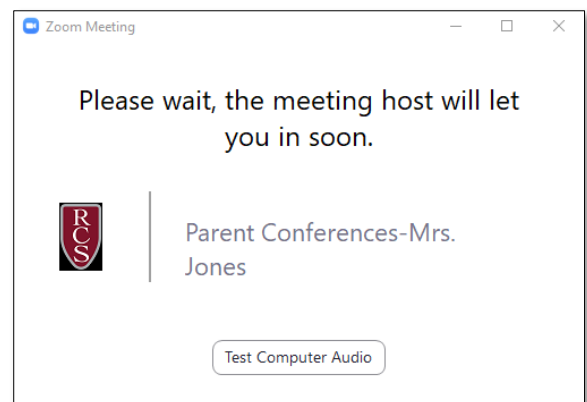 Zoom Meeting
Please wait, the meeting host will let
you in soon.
R
C
S
Parent Conferences-Mrs.
Jones
Test Computer Audio